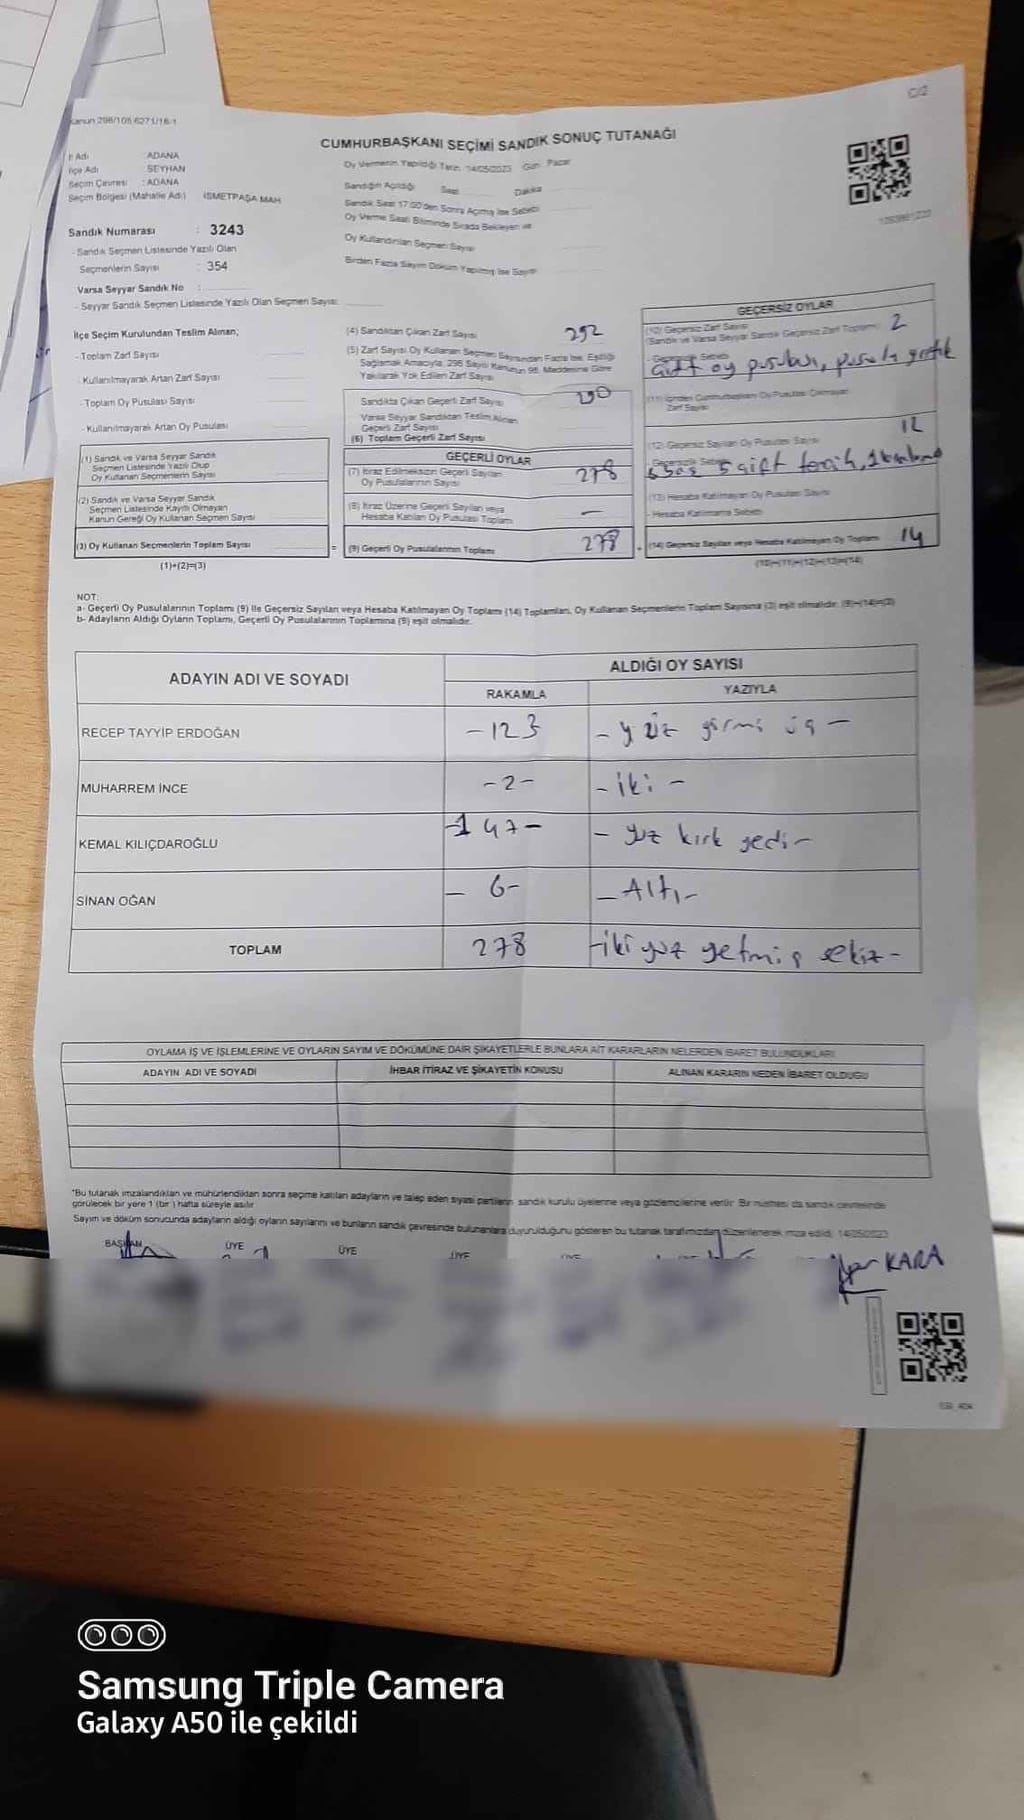 Kanun 298/105,6271/16-1
C/2
CUMHURBAŞKANI SEÇİMİ SANDIK SONUÇ TUTANAĞI
İl Adı : ADANA
İlçe Adı : SEYHAN
Seçim Çevresi : ADANA
Seçim Bölgesi (Mahalle Adı) İSMETPAŞA MAH
Sandık Numarası : 3243
- Sandık Seçmen Listesinde Yazılı Olan
Seçmenlerin Sayısı : 354
Varsa Seyyar Sandık No :
- Seyyar Sandık Seçmen Listesinde Yazılı Olan Seçmen Sayısı:
Oy Vermenin Yapıldığı Tarih: 14/05/2023 Gün: Pazar
Sandığın Açıldığı Saat Dakika
Sandık Saat 17:00'den Sonra Açılmış İse Sebebi
Oy Verme Saati Bitiminde Sırada Bekleyen ve
Oy Kullandırılan Seçmen Sayısı
Birden Fazla Sayım Döküm Yapılmış İse Sayısı
İlçe Seçim Kurulundan Teslim Alınan;
- Toplam Zarf Sayısı
- Kullanılmayarak Artan Zarf Sayısı
- Toplam Oy Pusulası Sayısı
- Kullanılmayarak Artan Oy Pusulası
(1) Sandık ve Varsa Seyyar Sandık
Seçmen Listesinde Yazılı Olup
Oy Kullanan Seçmenlerin Sayısı
(2) Sandık ve Varsa Seyyar Sandık
Seçmen Listesinde Kayıtlı Olmayan
Kanun Gereği Oy Kullanan Seçmen Sayısı
(3) Oy Kullanan Seçmenlerin Toplam Sayısı
(1)+(2)=(3)
(4) Sandıktan Çıkan Zarf Sayısı 292
(5) Zarf Sayısı Oy Kullanan Seçmen Sayısından Fazla İse, Eşitliği
Sağlamak Amacıyla, 298 Sayılı Kanunun 98. Maddesine Göre
Yakılarak Yok Edilen Zarf Sayısı
Sandıkta Çıkan Geçerli Zarf Sayısı 290
Varsa Seyyar Sandıktan Teslim Alınan
Geçerli Zarf Sayısı
(6) Toplam Geçerli Zarf Sayısı
GEÇERLİ OYLAR
(7) İtiraz Edilmeksizin Geçerli Sayılan
Oy Pusulalarının Sayısı 278
(8) İtiraz Üzerine Geçerli Sayılan veya
Hesaba Katılan Oy Pusulası Toplamı —
= (9) Geçerli Oy Pusulalarının Toplamı 278
GEÇERSİZ OYLAR
(10) Geçersiz Zarf Sayısı
(Sandık ve Varsa Seyyar Sandık Geçersiz Zarf Toplamı) 2
Çift oy pusulası, pusula yırtık
Zarf Sayısı
(12) Geçersiz Sayılan Oy Pusulası Sayısı 12
5 çift tercih, 1
(13) Hesaba Katılmayan Oy Pusulası Sayısı
- Hesaba Katılmama Sebebi
+ (14) Geçersiz Sayılan veya Hesaba Katılmayan Oy Toplamı 14
(10)+(11)+(12)+(13)=(14)
NOT:
a- Geçerli Oy Pusulalarının Toplamı (9) İle Geçersiz Sayılan veya Hesaba Katılmayan Oy Toplamı (14) Toplamları, Oy Kullanan Seçmenlerin Toplam Sayısına (3) eşit olmalıdır. (9)+(14)=(3)
b- Adayların Aldığı Oyların Toplamı, Geçerli Oy Pusulalarının Toplamına (9) eşit olmalıdır.
ADAYIN ADI VE SOYADI ALDIĞI OY SAYISI
RAKAMLA YAZIYLA
RECEP TAYYİP ERDOĞAN -123 - yüz yirmi üç -
MUHARREM İNCE -2- - iki -
KEMAL KILIÇDAROĞLU -147- - yüz kırk yedi -
SİNAN OĞAN - 6- - Altı -
TOPLAM 278 -iki yüz yetmiş sekiz-
OYLAMA İŞ VE İŞLEMLERİNE VE OYLARIN SAYIM VE DÖKÜMÜNE DAİR ŞİKAYETLERLE BUNLARA AİT KARARLARIN NELERDEN İBARET BULUNDUKLARI
ADAYIN ADI VE SOYADI İHBAR İTİRAZ VE ŞİKAYETİN KONUSU ALINAN KARARIN NEDEN İBARET OLDUĞU
*Bu tutanak imzalandıktan ve mühürlendikten sonra seçime katılan adayların ve talep eden siyasi partilerin sandık kurulu üyelerine veya gözlemcilerine verilir. Bir nüshası da sandık çevresinde
görülecek bir yere 1 (bir) hafta süreyle asılır
Sayım ve döküm sonucunda adayların aldığı oyların sayılarını ve bunların sandık çevresinde bulunanlara duyurulduğunu gösteren bu tutanak tarafımızdan düzenlenerek imza edildi. 14/05/2023
BAŞKAN ÜYE ÜYE ÜYE ÜYE
KARA
Samsung Triple Camera
Galaxy A50 ile çekildi